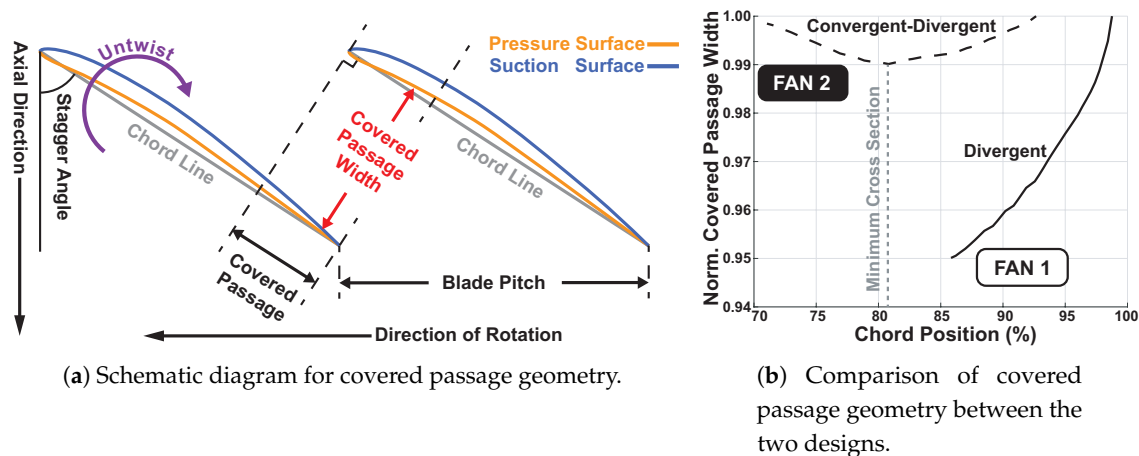 Axial Direction
Untwist
Stagger Angle
Chord Line
Pressure Surface
Suction Surface
Covered
Passage
Width
Chord Line
Covered
Passage
Blade Pitch
Direction of Rotation
(a) Schematic diagram for covered passage geometry.
Norm. Covered Passage Width
1.00
0.99
0.98
0.97
0.96
0.95
0.94
Convergent-Divergent
FAN 2
Divergent
Minimum Cross Section
FAN 1
70 75 80 85 90 95 100
Chord Position (%)
(b) Comparison of covered
passage geometry between the
two designs.